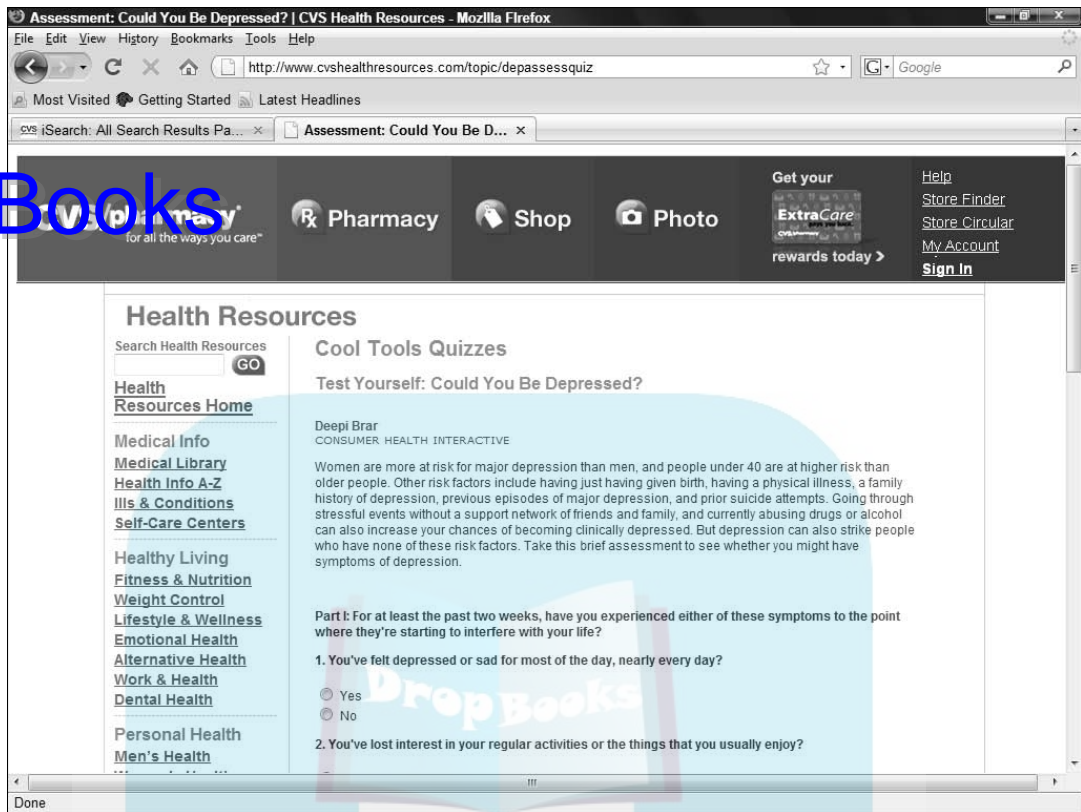 Assessment: Could You Be Depressed? | CVS Health Resources - Mozilla Firefox
File Edit View History Bookmarks Tools Help
http://www.cvshealthresources.com/topic/depassessquiz
G Google
Most Visited Getting Started Latest Headlines
CVS iSearch: All Search Results Pa... × Assessment: Could You Be D... ×
Books
CVS/pharmacy
for all the ways you care
Rx Pharmacy
Shop
Photo
Get your
ExtraCare
rewards today >
Help
Store Finder
Store Circular
My Account
Sign In
Health Resources
Search Health Resources
GO
Health
Resources Home
Medical Info
Medical Library
Health Info A-Z
Ills & Conditions
Self-Care Centers
Healthy Living
Fitness & Nutrition
Weight Control
Lifestyle & Wellness
Emotional Health
Alternative Health
Work & Health
Dental Health
Personal Health
Men's Health
Cool Tools Quizzes
Test Yourself: Could You Be Depressed?
Deepi Brar
CONSUMER HEALTH INTERACTIVE
Women are more at risk for major depression than men, and people under 40 are at higher risk than
older people. Other risk factors include having just having given birth, having a physical illness, a family
history of depression, previous episodes of major depression, and prior suicide attempts. Going through
stressful events without a support network of friends and family, and currently abusing drugs or alcohol
can also increase your chances of becoming clinically depressed. But depression can also strike people
who have none of these risk factors. Take this brief assessment to see whether you might have
symptoms of depression.
Part I: For at least the past two weeks, have you experienced either of these symptoms to the point
where they're starting to interfere with your life?
1. You've felt depressed or sad for most of the day, nearly every day?
Yes
No
DropBooks
2. You've lost interest in your regular activities or the things that you usually enjoy?
Done